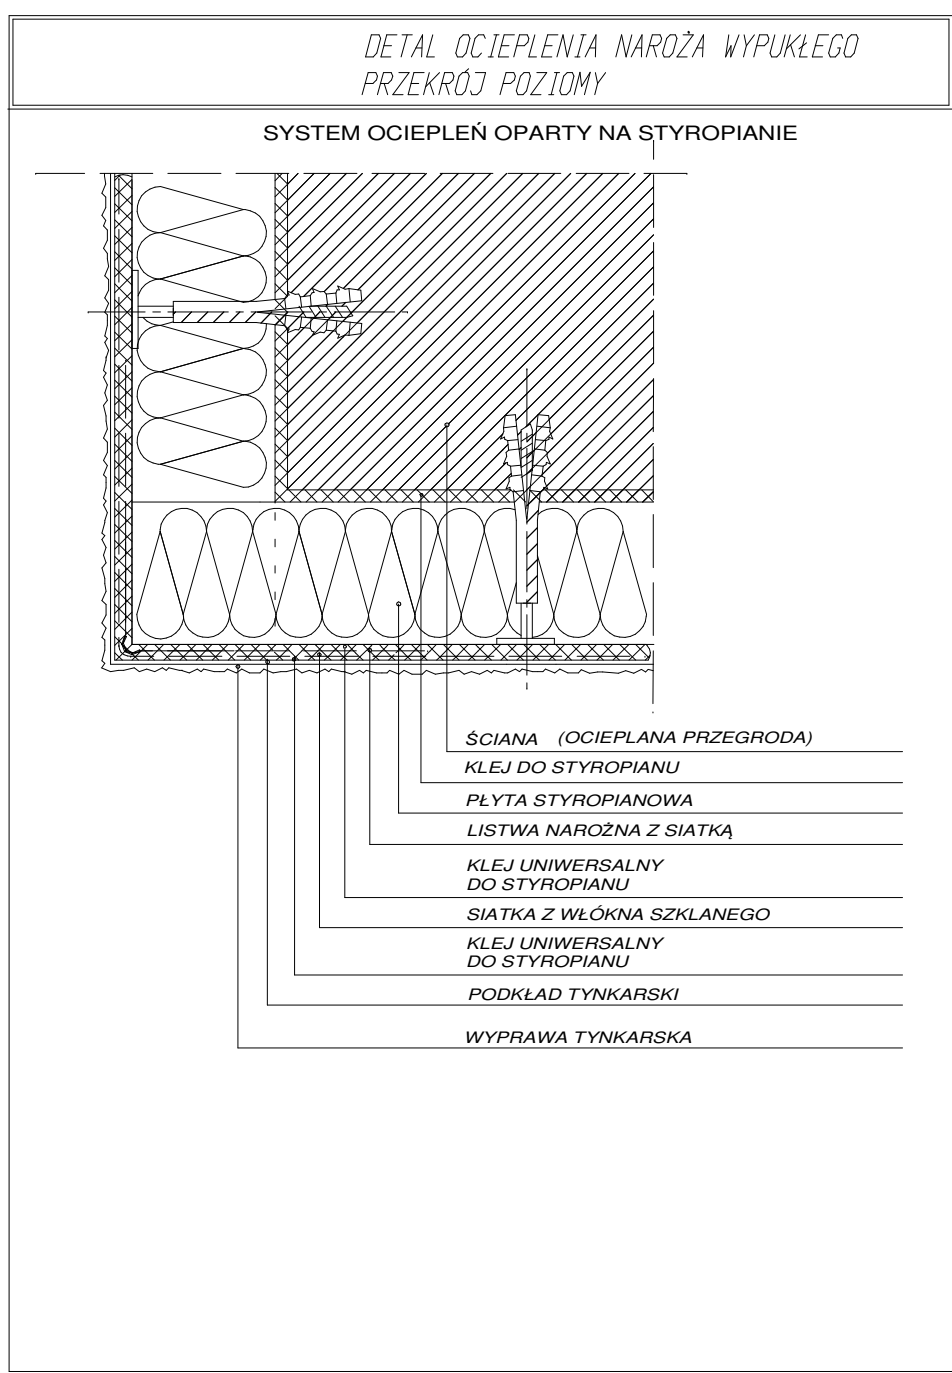 DETAL OCIEPLENIA NAROŻA WYPUKŁEGO
PRZEKRÓJ POZIOMY
SYSTEM OCIEPLEŃ OPARTY NA STYROPIANIE
ŚCIANA (OCIEPLANA PRZEGRODA)
KLEJ DO STYROPIANU
PŁYTA STYROPIANOWA
LISTWA NAROŻNA Z SIATKĄ
KLEJ UNIWERSALNY
DO STYROPIANU
SIATKA Z WŁÓKNA SZKLANEGO
KLEJ UNIWERSALNY
DO STYROPIANU
PODKŁAD TYNKARSKI
WYPRAWA TYNKARSKA